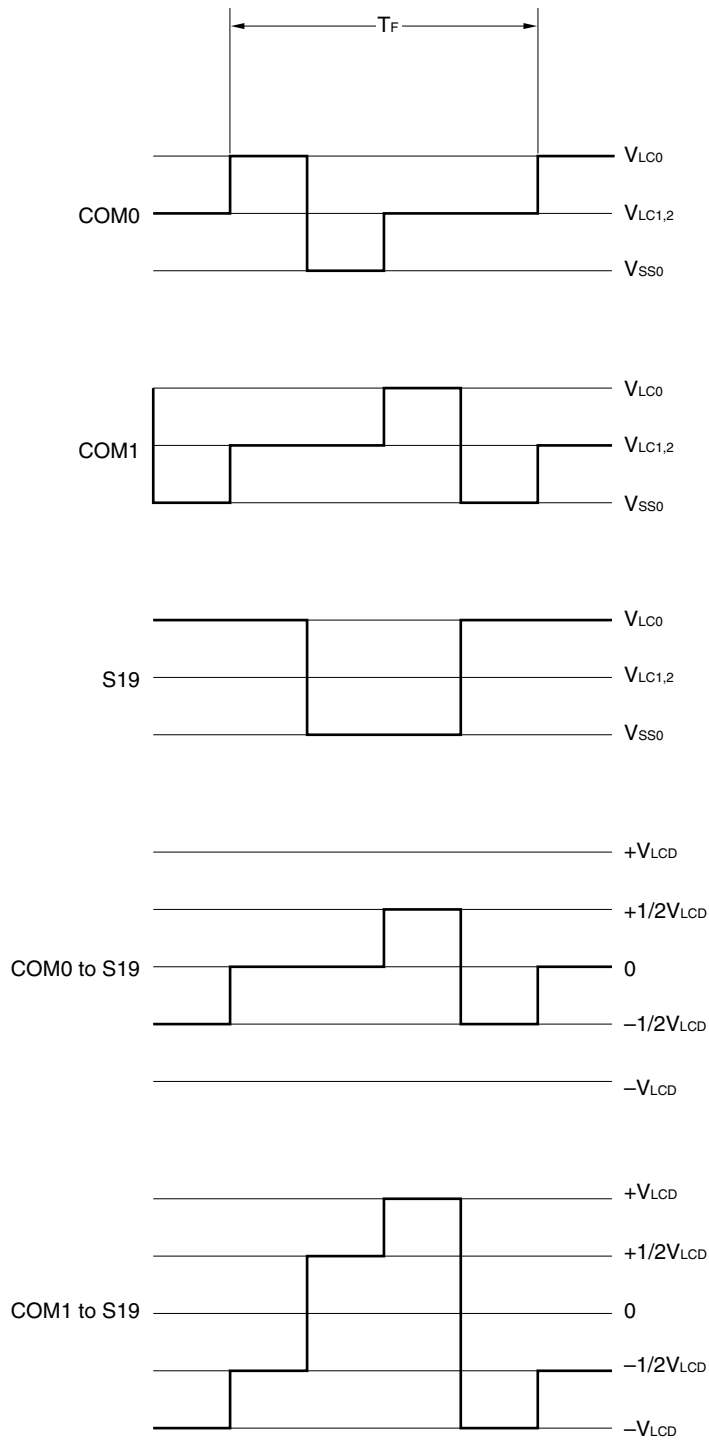 TF
COM0
VLC0
VLC1,2
VSS0
COM1
VLC0
VLC1,2
VSS0
S19
VLC0
VLC1,2
VSS0
COM0 to S19
+VLCD
+1/2VLCD
0
–1/2VLCD
–VLCD
COM1 to S19
+VLCD
+1/2VLCD
0
–1/2VLCD
–VLCD